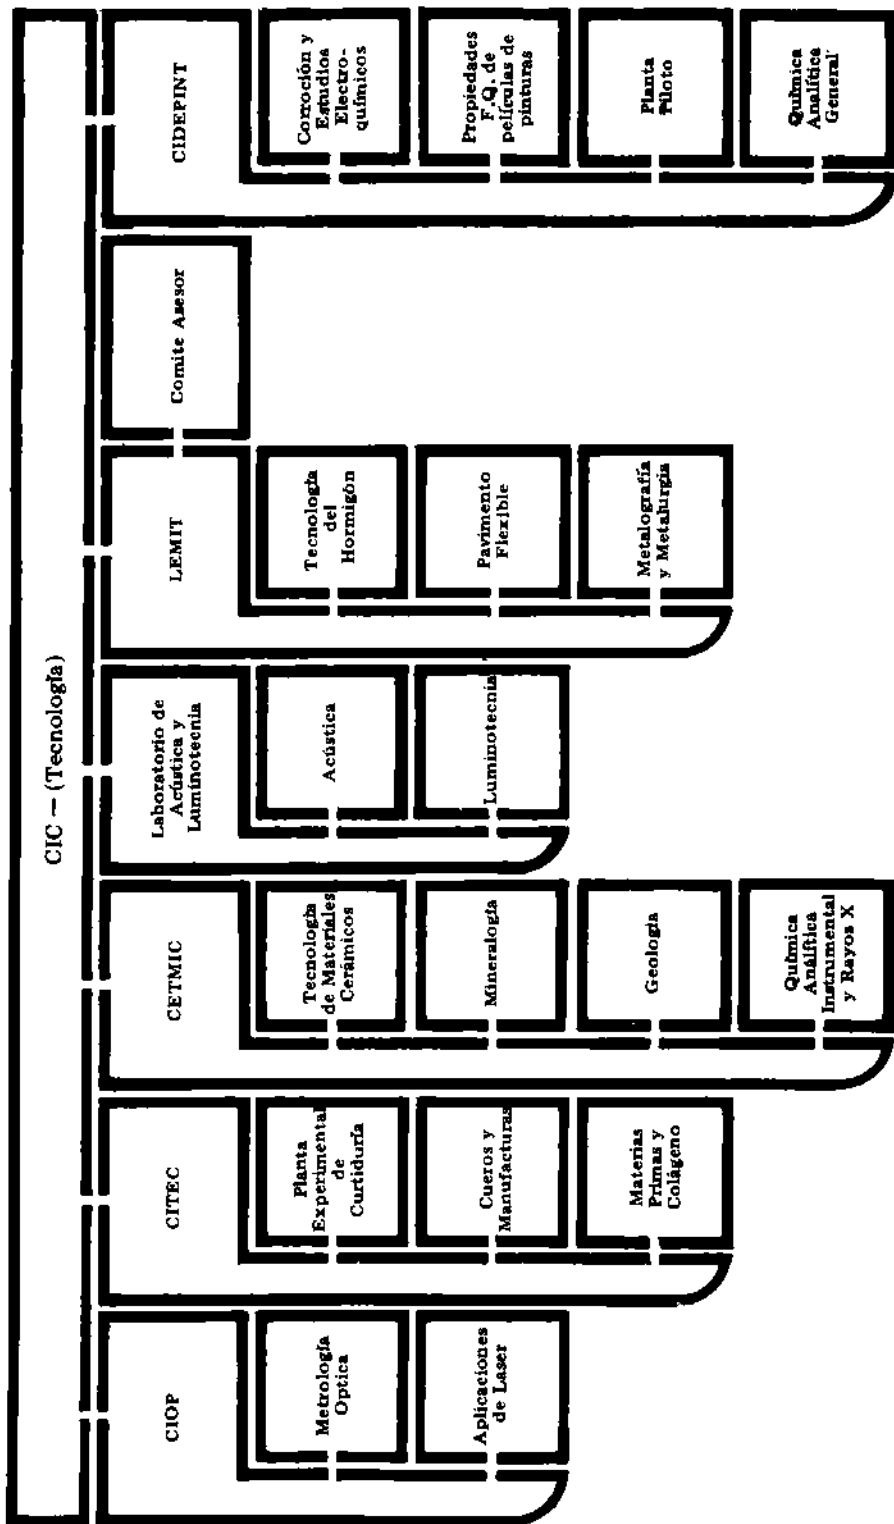 CIC — (Tecnología)
CIOP
Metrología
Optica
Aplicaciones
de Laser
CITEC
Planta
Experimental
de
Curtiduría
Cueros y
Manufacturas
Materias
Primas y
Colágeno
CETMIC
Tecnología
de Materiales
Cerámicos
Mineralogía
Geología
Química
Análítica
Instrumental
y Rayos X
Laboratorio de
Acústica y
Luminotecnia
Acústica
Luminotecnia
LEMIT
Tecnología
del
Hormigón
Pavimento
Flexible
Metalografía
y Metalurgia
Comite Asesor
CIDEPINT
Corroción y
Estudios
Electro-
químicos
Propiedades
F.Q. de
películas de
pinturas
Planta
Piloto
Química
Analítica
General